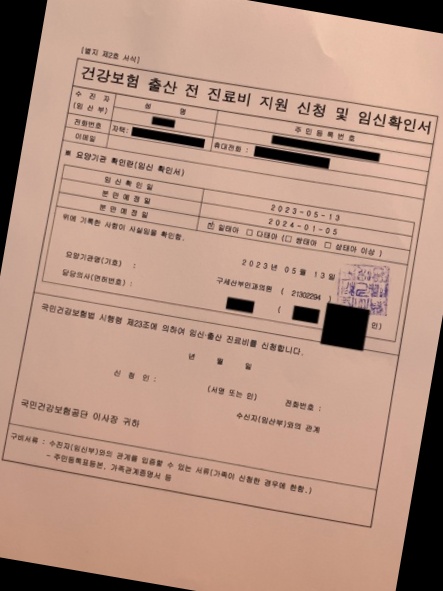 [별지 제2호 서식]
건강보험 출산 전 진료비 지원 신청 및 임신확인서
수 진 자
(임 산 부)
성 명
주 민 등 록 번 호
전화번호
자택:
휴대전화 :
이메일
※ 요양기관 확인란(임신 확인서)
임 신 확 인 일
2023-05-13
분 만 예 정 일
2024-01-05
분 만 예 정 일
일태아 □ 다태아 (□ 쌍태아 □ 삼태아 이상 )
위에 기록한 사항이 사실임을 확인함.
2023년 05월 13일
요양기관명(기호) :
구세산부인과의원 ( 21302294 )
담당의사(면허번호) :
( 인)
국민건강보험법 시행령 제23조에 의하여 임신·출산 진료비를 신청합니다.
년 월 일
신 청 인 :
(서명 또는 인)
전화번호 :
수신자(임산부)와의 관계
국민건강보험공단 이사장 귀하
구비서류 : 수진자(임산부)와의 관계를 입증할 수 있는 서류(가족이 신청한 경우에 한함.)
- 주민등록표등본, 가족관계증명서 등